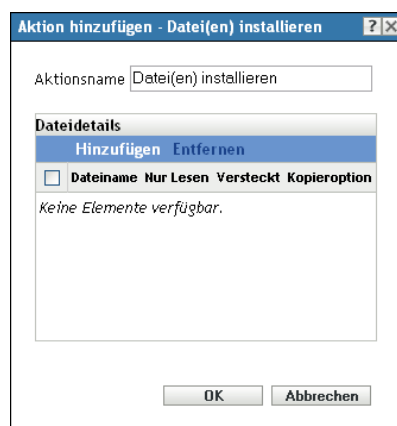 Aktion hinzufügen - Datei(en) installieren ? X
Aktionsname Datei(en) installieren
Dateidetails
Hinzufügen Entfernen
Dateiname Nur Lesen Versteckt Kopieroption
Keine Elemente verfügbar.
OK Abbrechen